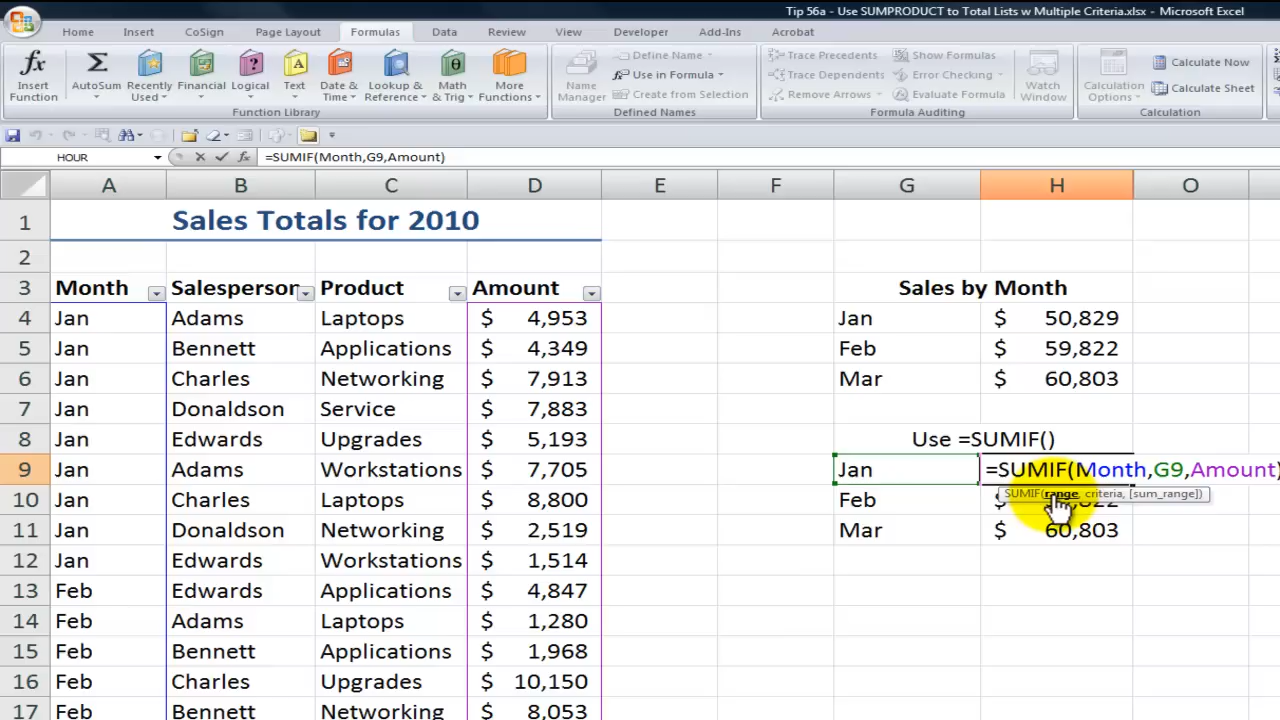 Tip 56a - Use SUMPRODUCT to Total Lists w Multiple Criteria.xlsx - Microsoft Excel
Home Insert CoSign Page Layout Formulas Data Review View Developer Add-Ins Acrobat
Insert Function
AutoSum
Recently Used
Financial
Logical
Text
Date & Time
Lookup & Reference
Math & Trig
More Functions
Function Library
Name Manager
Define Name
Use in Formula
Create from Selection
Defined Names
Trace Precedents
Trace Dependents
Remove Arrows
Show Formulas
Error Checking
Evaluate Formula
Watch Window
Formula Auditing
Calculation Options
Calculate Now
Calculate Sheet
Calculation
HOUR fx =SUMIF(Month,G9,Amount)
A B C D E F G H O
1 Sales Totals for 2010
2
3 Month Salesperson Product Amount Sales by Month
4 Jan Adams Laptops $ 4,953 Jan $ 50,829
5 Jan Bennett Applications $ 4,349 Feb $ 59,822
6 Jan Charles Networking $ 7,913 Mar $ 60,803
7 Jan Donaldson Service $ 7,883
8 Jan Edwards Upgrades $ 5,193 Use =SUMIF()
9 Jan Adams Workstations $ 7,705 Jan =SUMIF(Month,G9,Amount)
SUMIF(range, criteria, [sum_range])
10 Jan Charles Laptops $ 8,800 Feb $
11 Jan Donaldson Networking $ 2,519 Mar $ 60,803
12 Jan Edwards Workstations $ 1,514
13 Feb Edwards Applications $ 4,847
14 Feb Adams Laptops $ 1,280
15 Feb Bennett Applications $ 1,968
16 Feb Charles Upgrades $ 10,150
17 Feb Bennett Networking $ 8,053